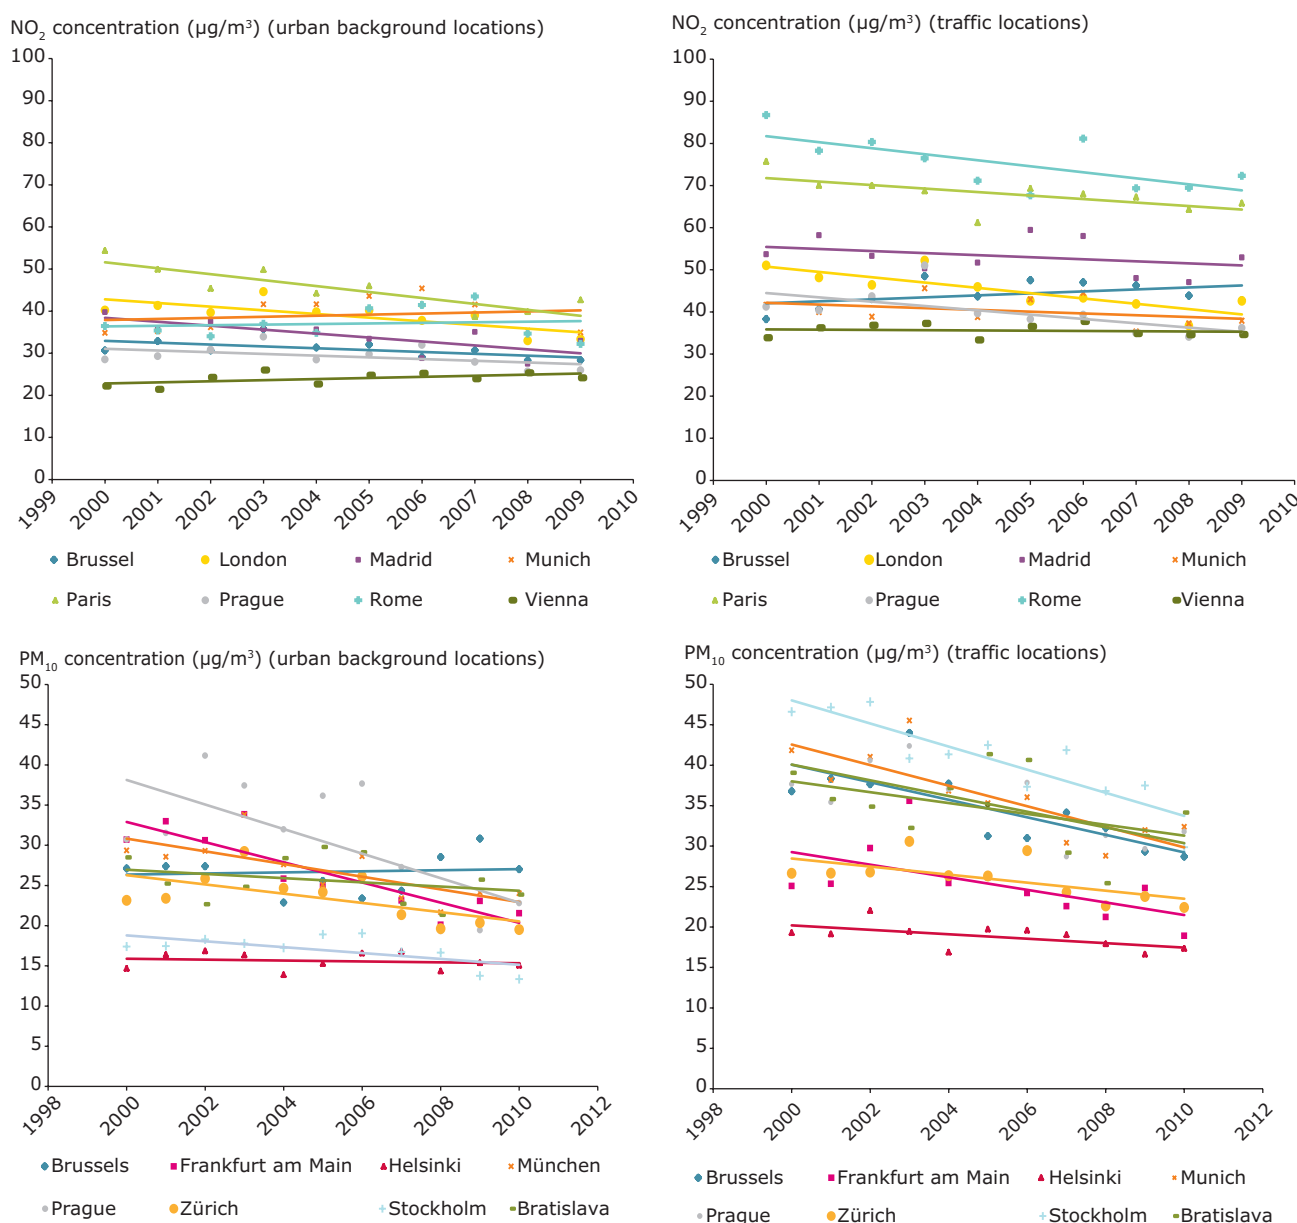 NO2 concentration (µg/m³) (urban background locations)
100
90
80
70
60
50
40
30
20
10
0
1999 2000 2001 2002 2003 2004 2005 2006 2007 2008 2009 2010
Brussel London Madrid Munich
Paris Prague Rome Vienna
NO2 concentration (µg/m³) (traffic locations)
100
90
80
70
60
50
40
30
20
10
0
1999 2000 2001 2002 2003 2004 2005 2006 2007 2008 2009 2010
Brussel London Madrid Munich
Paris Prague Rome Vienna
PM10 concentration (µg/m³) (urban background locations)
50
45
40
35
30
25
20
15
10
5
0
1998 2000 2002 2004 2006 2008 2010 2012
Brussels Frankfurt am Main Helsinki München
Prague Zürich Stockholm Bratislava
PM10 concentration (µg/m³) (traffic locations)
50
45
40
35
30
25
20
15
10
5
0
1998 2000 2002 2004 2006 2008 2010 2012
Brussels Frankfurt am Main Helsinki Munich
Prague Zürich Stockholm Bratislava